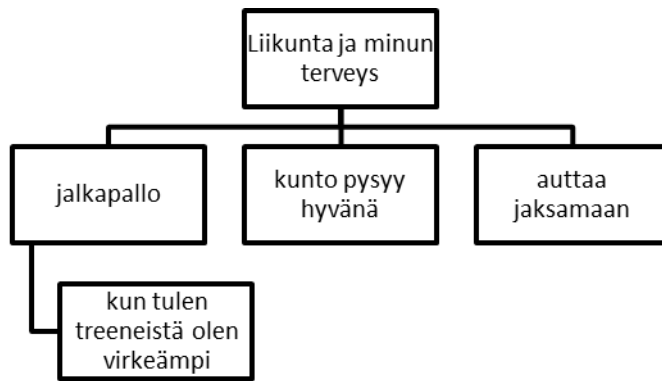 Liikunta ja minun
terveys
jalkapallo
kunto pysyy
hyvänä
auttaa
jaksamaan
kun tulen
treeneistä olen
virkeämpi